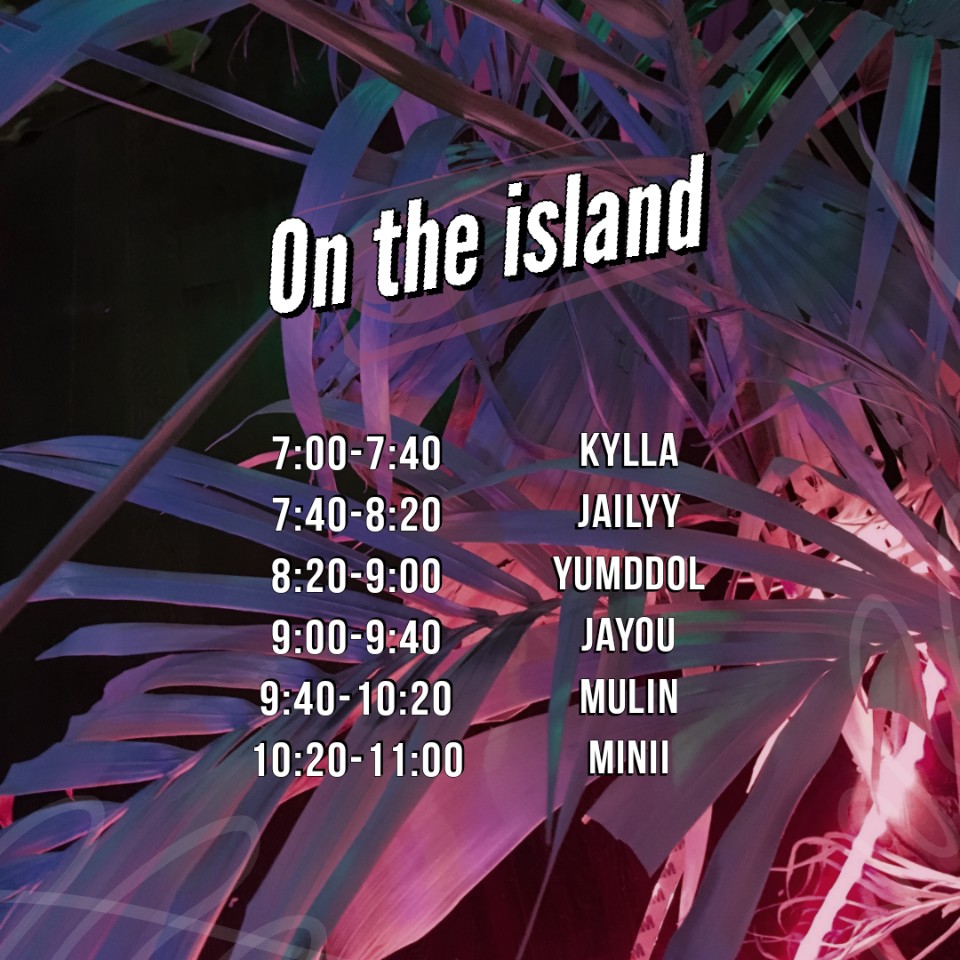 On the island
7:00-7:40 KYLLA
7:40-8:20 JAILYY
8:20-9:00 YUMDDOL
9:00-9:40 JAYOU
9:40-10:20 MULIN
10:20-11:00 MINII